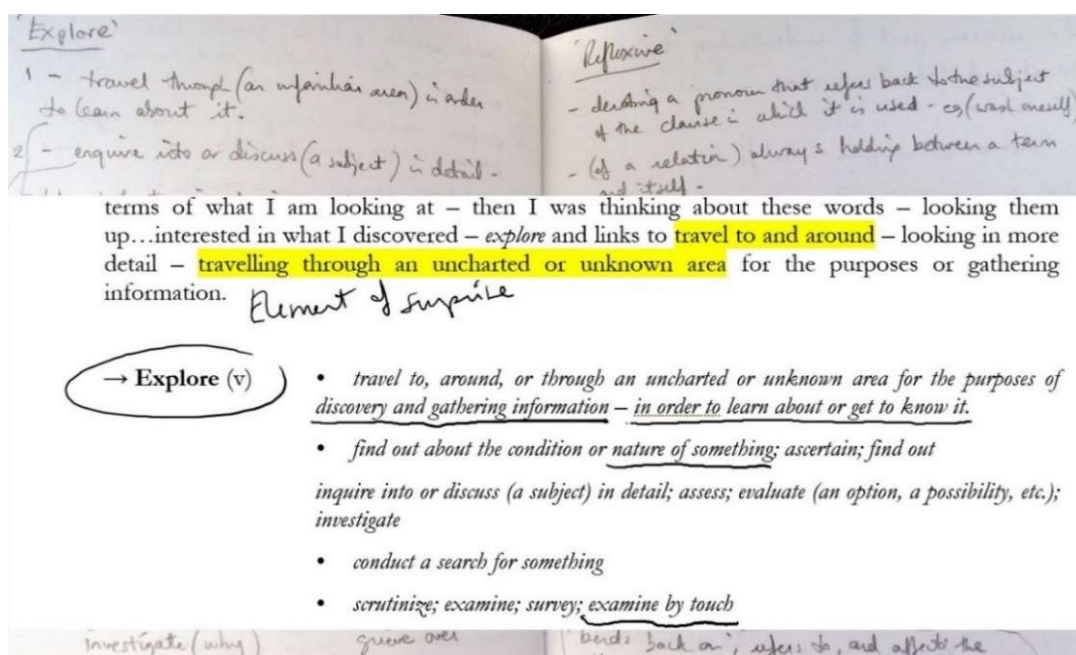 'Explore'
1 - travel through (an unfamiliar area) in order
to learn about it.
2 - enquire into or discuss (a subject) in detail -
'Reflexive'
- denoting a pronoun that refers back to the subject
of the clause in which it is used - eg (wash oneself)
- (of a relation) always holding between a term
and itself -
terms of what I am looking at – then I was thinking about these words – looking them
up…interested in what I discovered – explore and links to travel to and around – looking in more
detail – travelling through an uncharted or unknown area for the purposes or gathering
information. Element of surprise
→ Explore (v)
• travel to, around, or through an uncharted or unknown area for the purposes of
discovery and gathering information – in order to learn about or get to know it.
• find out about the condition or nature of something; ascertain; find out
inquire into or discuss (a subject) in detail; assess; evaluate (an option, a possibility, etc.);
investigate
• conduct a search for something
• scrutinize; examine; survey; examine by touch
investigate (why) grieve over
'bends back on', refers to, and affects the